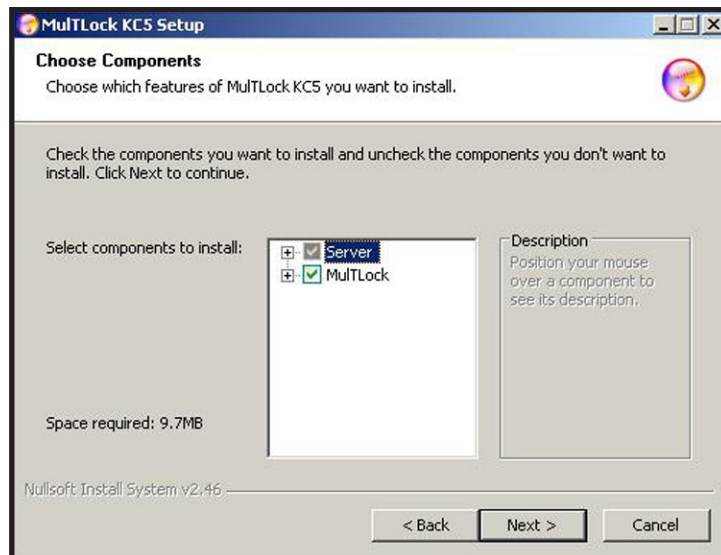 MulTLock KC5 Setup
Choose Components
Choose which features of MulTLock KC5 you want to install.
Check the components you want to install and uncheck the components you don't want to
install. Click Next to continue.
Select components to install:
Server
MulTLock
Description
Position your mouse
over a component to
see its description.
Space required: 9.7MB
Nullsoft Install System v2.46
< Back
Next >
Cancel